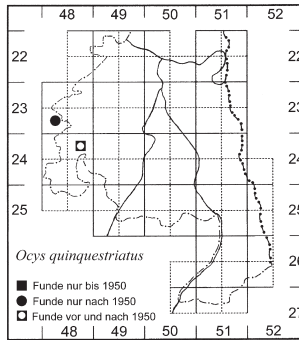 48 49 50 51 52
22 22
23 23
24 24
25 25
26
Ocys quinquestriatus
Funde nur bis 1950
Funde nur nach 1950
Funde vor und nach 1950
27
48 49 50 51 52